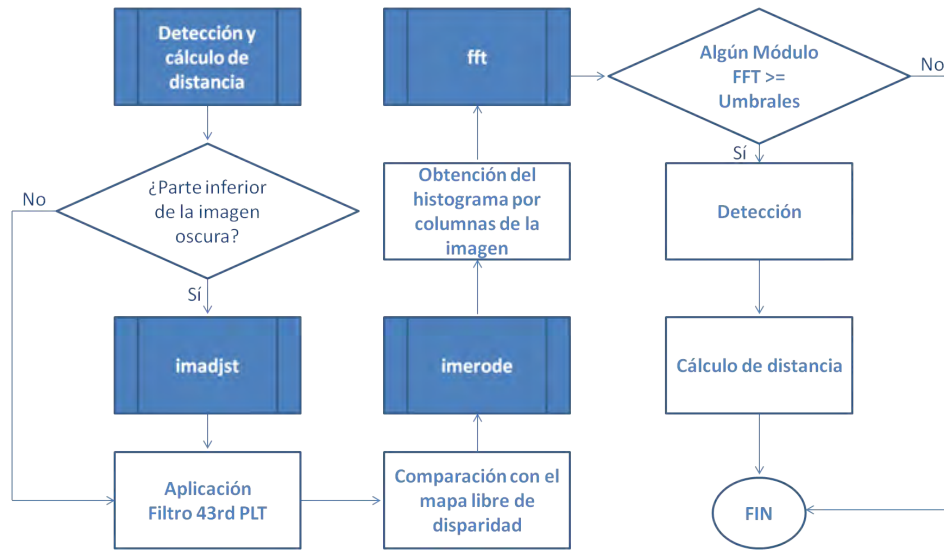 Detección y
cálculo de
distancia
¿Parte inferior
de la imagen
oscura?
No
Sí
imadjst
Aplicación
Filtro 43rd PLT
Comparación con el
mapa libre de
disparidad
imerode
Obtención del
histograma por
columnas de la
imagen
fft
Algún Módulo
FFT >=
Umbrales
No
Sí
Detección
Cálculo de distancia
FIN